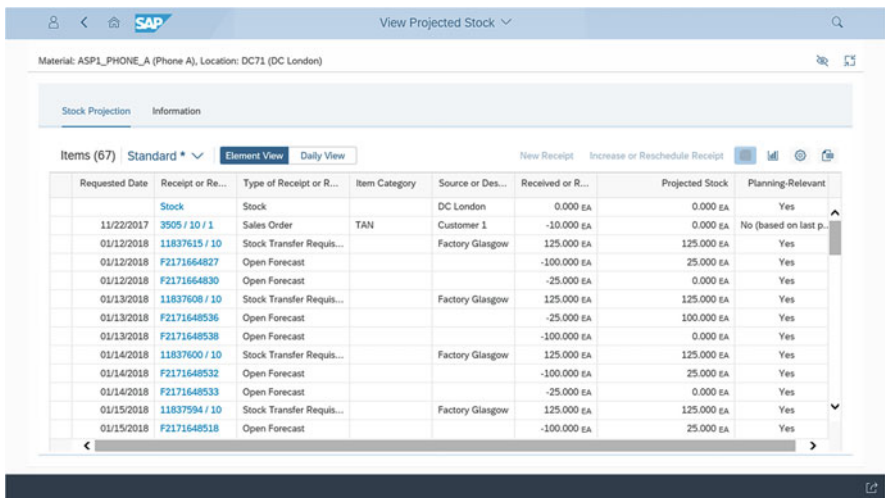 SAP View Projected Stock
Material: ASP1_PHONE_A (Phone A), Location: DC71 (DC London)
Stock Projection Information
Items (67) Standard * Element View Daily View New Receipt Increase or Reschedule Receipt
Requested Date Receipt or Re... Type of Receipt or R... Item Category Source or Des... Received or R... Projected Stock Planning-Relevant
Stock Stock DC London 0.000 EA 0.000 EA Yes
11/22/2017 3505 / 10 / 1 Sales Order TAN Customer 1 -10.000 EA 0.000 EA No (based on last p...
01/12/2018 11837615 / 10 Stock Transfer Requis... Factory Glasgow 125.000 EA 125.000 EA Yes
01/12/2018 F2171664827 Open Forecast -100.000 EA 25.000 EA Yes
01/12/2018 F2171664830 Open Forecast -25.000 EA 0.000 EA Yes
01/13/2018 11837608 / 10 Stock Transfer Requis... Factory Glasgow 125.000 EA 125.000 EA Yes
01/13/2018 F2171648536 Open Forecast -25.000 EA 100.000 EA Yes
01/13/2018 F2171648538 Open Forecast -100.000 EA 0.000 EA Yes
01/14/2018 11837600 / 10 Stock Transfer Requis... Factory Glasgow 125.000 EA 125.000 EA Yes
01/14/2018 F2171648532 Open Forecast -100.000 EA 25.000 EA Yes
01/14/2018 F2171648533 Open Forecast -25.000 EA 0.000 EA Yes
01/15/2018 11837594 / 10 Stock Transfer Requis... Factory Glasgow 125.000 EA 125.000 EA Yes
01/15/2018 F2171648518 Open Forecast -100.000 EA 25.000 EA Yes